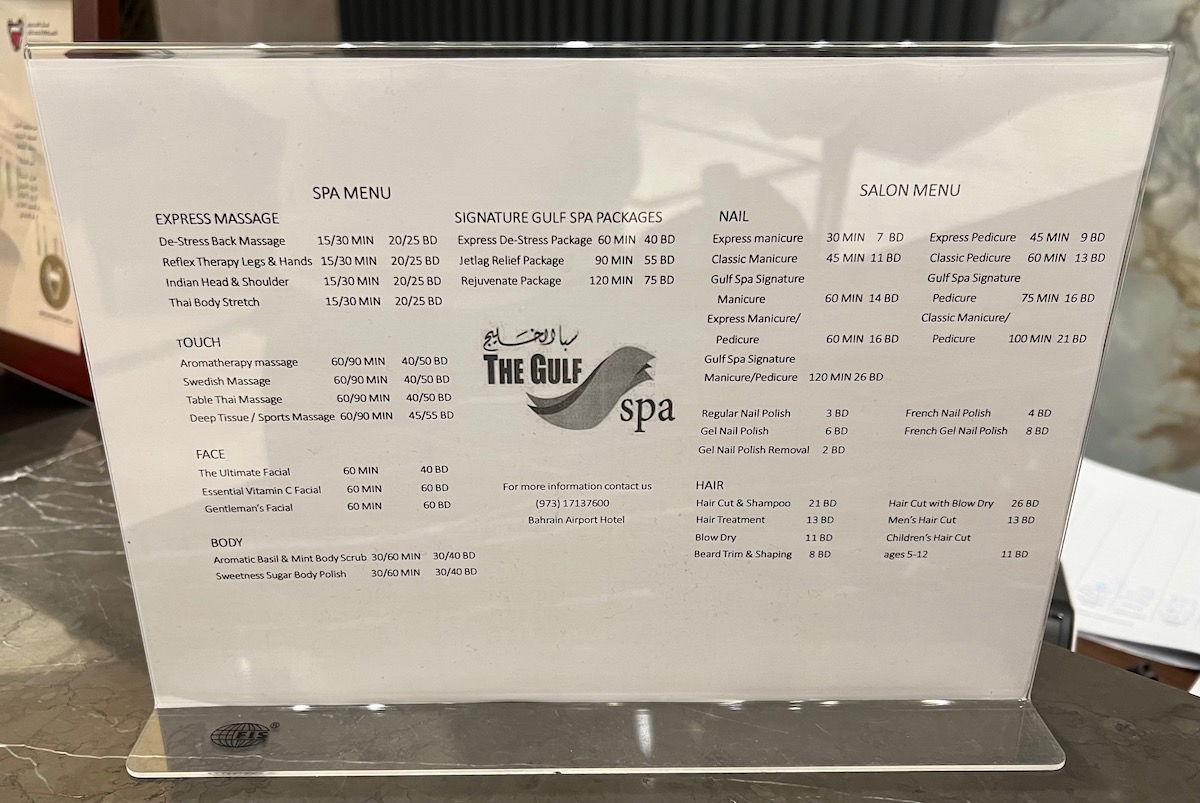 SPA MENU
EXPRESS MASSAGE
De-Stress Back Massage 15/30 MIN 20/25 BD
Reflex Therapy Legs & Hands 15/30 MIN 20/25 BD
Indian Head & Shoulder 15/30 MIN 20/25 BD
Thai Body Stretch 15/30 MIN 20/25 BD
TOUCH
Aromatherapy massage 60/90 MIN 40/50 BD
Swedish Massage 60/90 MIN 40/50 BD
Table Thai Massage 60/90 MIN 40/50 BD
Deep Tissue / Sports Massage 60/90 MIN 45/55 BD
FACE
The Ultimate Facial 60 MIN 40 BD
Essential Vitamin C Facial 60 MIN 60 BD
Gentleman's Facial 60 MIN 60 BD
BODY
Aromatic Basil & Mint Body Scrub 30/60 MIN 30/40 BD
Sweetness Sugar Body Polish 30/60 MIN 30/40 BD
SIGNATURE GULF SPA PACKAGES
Express De-Stress Package 60 MIN 40 BD
Jetlag Relief Package 90 MIN 55 BD
Rejuvenate Package 120 MIN 75 BD
سبا الخليج
THE GULF
spa
For more information contact us
(973) 17137600
Bahrain Airport Hotel
SALON MENU
NAIL
Express manicure 30 MIN 7 BD Express Pedicure 45 MIN 9 BD
Classic Manicure 45 MIN 11 BD Classic Pedicure 60 MIN 13 BD
Gulf Spa Signature Gulf Spa Signature
Manicure 60 MIN 14 BD Pedicure 75 MIN 16 BD
Express Manicure/ Classic Manicure/
Pedicure 60 MIN 16 BD Pedicure 100 MIN 21 BD
Gulf Spa Signature
Manicure/Pedicure 120 MIN 26 BD
Regular Nail Polish 3 BD French Nail Polish 4 BD
Gel Nail Polish 6 BD French Gel Nail Polish 8 BD
Gel Nail Polish Removal 2 BD
HAIR
Hair Cut & Shampoo 21 BD Hair Cut with Blow Dry 26 BD
Hair Treatment 13 BD Men's Hair Cut 13 BD
Blow Dry 11 BD Children's Hair Cut
Beard Trim & Shaping 8 BD ages 5-12 11 BD
FIS®